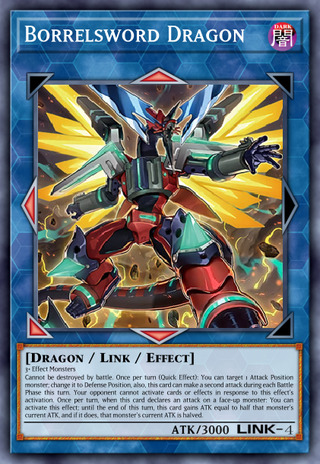 Borrelsword Dragon
DARK
闇
[Dragon / Link / Effect]
3+ Effect Monsters
Cannot be destroyed by battle. Once per turn (Quick Effect): You can target 1 Attack Position
monster; change it to Defense Position, also, this card can make a second attack during each Battle
Phase this turn. Your opponent cannot activate cards or effects in response to this effect's
activation. Once per turn, when this card declares an attack on a face-up monster: You can
activate this effect; until the end of this turn, this card gains ATK equal to half that monster's
current ATK, and if it does, that monster's current ATK is halved.
ATK/3000 LINK-4